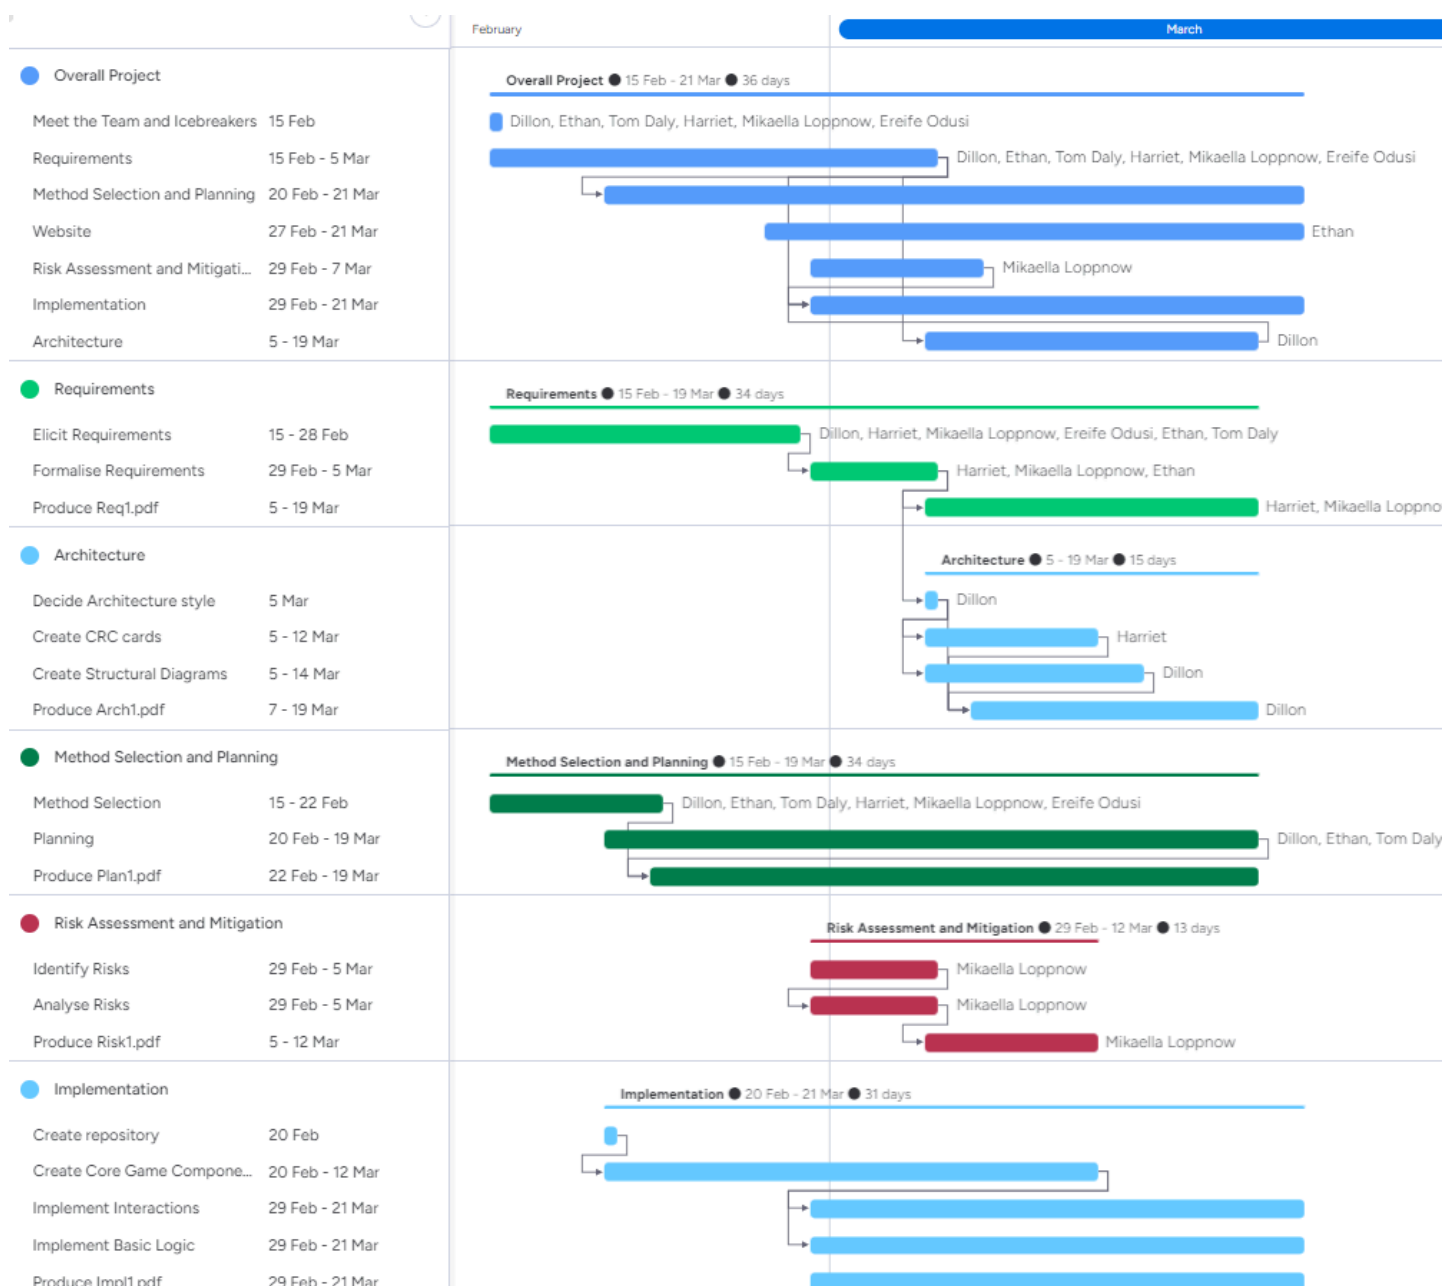 February
March
Overall Project
Overall Project ● 15 Feb - 21 Mar ● 36 days
Meet the Team and Icebreakers 15 Feb
Dillon, Ethan, Tom Daly, Harriet, Mikaella Loppnow, Ereife Odusi
Requirements 15 Feb - 5 Mar
Dillon, Ethan, Tom Daly, Harriet, Mikaella Loppnow, Ereife Odusi
Method Selection and Planning 20 Feb - 21 Mar
Website 27 Feb - 21 Mar
Ethan
Risk Assessment and Mitigati... 29 Feb - 7 Mar
Mikaella Loppnow
Implementation 29 Feb - 21 Mar
Architecture 5 - 19 Mar
Dillon
Requirements
Requirements ● 15 Feb - 19 Mar ● 34 days
Elicit Requirements 15 - 28 Feb
Dillon, Harriet, Mikaella Loppnow, Ereife Odusi, Ethan, Tom Daly
Formalise Requirements 29 Feb - 5 Mar
Harriet, Mikaella Loppnow, Ethan
Produce Req1.pdf 5 - 19 Mar
Harriet, Mikaella Loppno
Architecture
Architecture ● 5 - 19 Mar ● 15 days
Decide Architecture style 5 Mar
Dillon
Create CRC cards 5 - 12 Mar
Harriet
Create Structural Diagrams 5 - 14 Mar
Dillon
Produce Arch1.pdf 7 - 19 Mar
Dillon
Method Selection and Planning
Method Selection and Planning ● 15 Feb - 19 Mar ● 34 days
Method Selection 15 - 22 Feb
Dillon, Ethan, Tom Daly, Harriet, Mikaella Loppnow, Ereife Odusi
Planning 20 Feb - 19 Mar
Dillon, Ethan, Tom Daly
Produce Plan1.pdf 22 Feb - 19 Mar
Risk Assessment and Mitigation
Risk Assessment and Mitigation ● 29 Feb - 12 Mar ● 13 days
Identify Risks 29 Feb - 5 Mar
Mikaella Loppnow
Analyse Risks 29 Feb - 5 Mar
Mikaella Loppnow
Produce Risk1.pdf 5 - 12 Mar
Mikaella Loppnow
Implementation
Implementation ● 20 Feb - 21 Mar ● 31 days
Create repository 20 Feb
Create Core Game Compone... 20 Feb - 12 Mar
Implement Interactions 29 Feb - 21 Mar
Implement Basic Logic 29 Feb - 21 Mar
Produce Impl1.pdf 29 Feb - 21 Mar